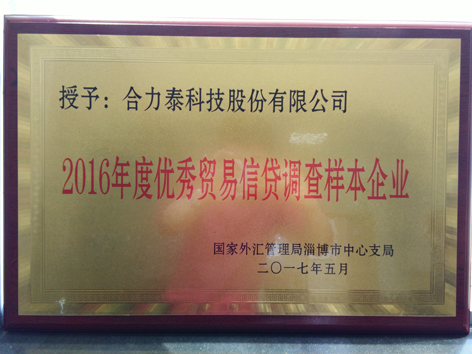 授予：合力泰科技股份有限公司
2016年度优秀贸易信贷调查样本企业
国家外汇管理局淄博市中心支局
二〇一七年五月